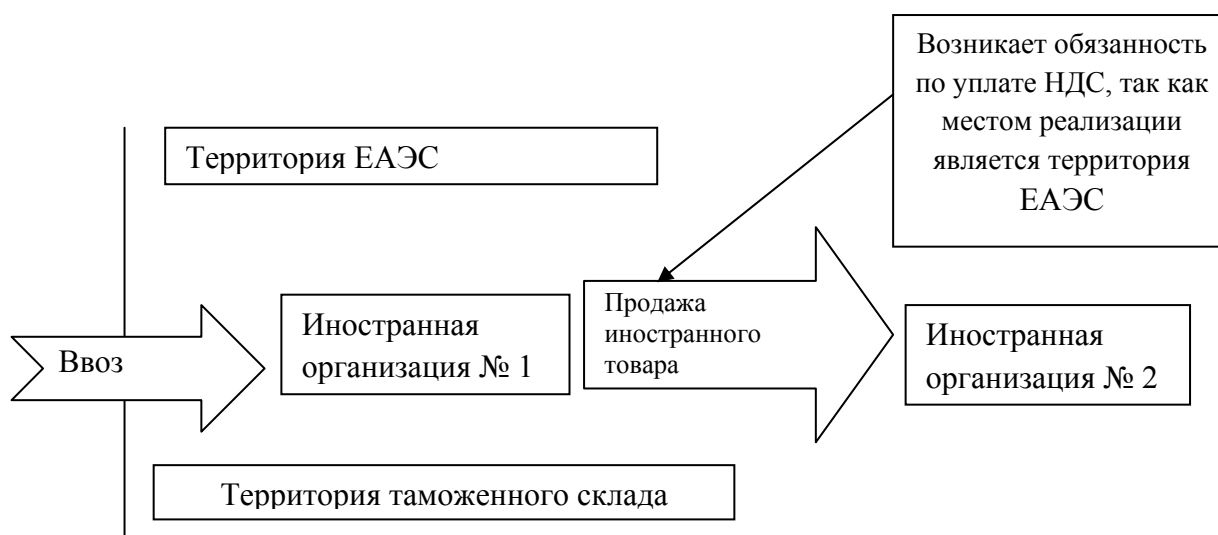 Возникает обязанность
по уплате НДС, так как
местом реализации
является территория
ЕАЭС
Территория ЕАЭС
Ввоз
Иностранная
организация № 1
Продажа
иностранного
товара
Иностранная
организация № 2
Территория таможенного склада